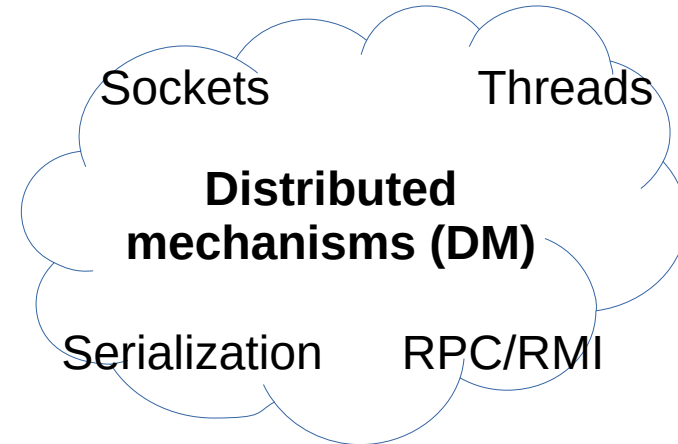 Sockets Threads
Distributed
mechanisms (DM)
Serialization RPC/RMI